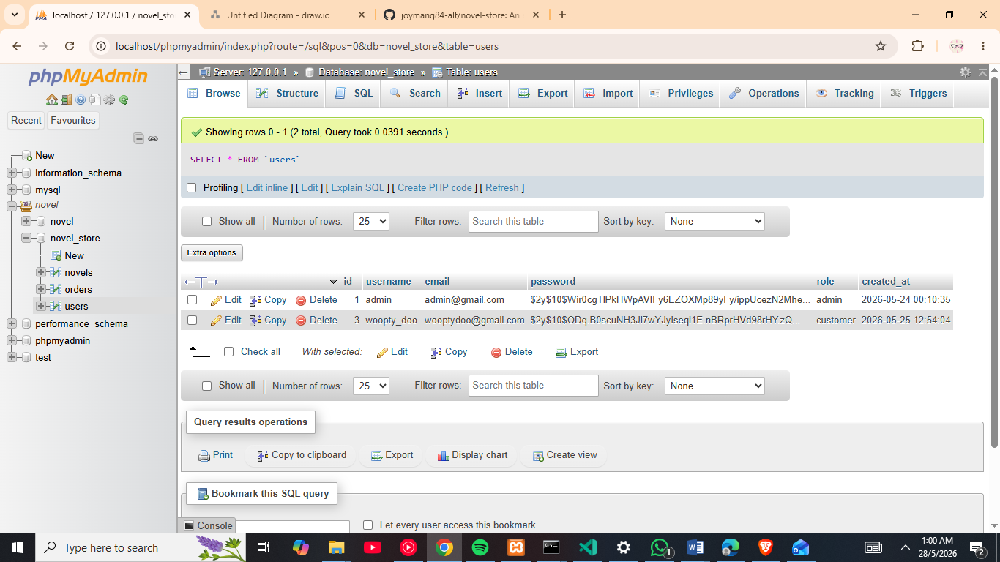 localhost / 127.0.0.1 / novel_sto
Untitled Diagram - draw.io
joymang84-alt/novel-store: An
localhost/phpmyadmin/index.php?route=/sql&pos=0&db=novel_store&table=users
phpMyAdmin
Recent Favourites
New
information_schema
mysql
novel
novel
novel_store
New
novels
orders
users
performance_schema
phpmyadmin
test
Server: 127.0.0.1 » Database: novel_store » Table: users
Browse Structure SQL Search Insert Export Import Privileges Operations Tracking Triggers
Showing rows 0 - 1 (2 total, Query took 0.0391 seconds.)
SELECT * FROM `users`
Profiling [ Edit inline ] [ Edit ] [ Explain SQL ] [ Create PHP code ] [ Refresh ]
Show all Number of rows: 25 Filter rows: Search this table Sort by key: None
Extra options
id username email password role created_at
Edit Copy Delete 1 admin admin@gmail.com $2y$10$Wir0cgTlPkHWpAVIFy6EZOXMp89yFy/ippUcezN2Mhe... admin 2026-05-24 00:10:35
Edit Copy Delete 3 woopty_doo wooptydoo@gmail.com $2y$10$ODq.B0scuNH3Jl7wYJyIseqi1E.nBRprHVd98rHY.zQ... customer 2026-05-25 12:54:04
Check all With selected: Edit Copy Delete Export
Show all Number of rows: 25 Filter rows: Search this table Sort by key: None
Query results operations
Print Copy to clipboard Export Display chart Create view
Bookmark this SQL query
Console
Let every user access this bookmark
Type here to search
1
1:00 AM
28/5/2026
2